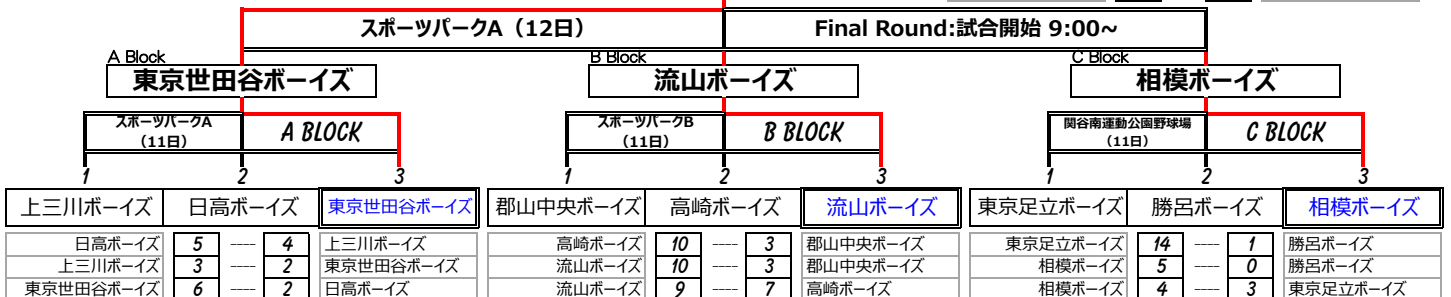 スポーツパークA（12日）
Final Round:試合開始 9:00~
A Block
東京世田谷ボーイズ
B Block
流山ボーイズ
C Block
相模ボーイズ
スポーツパークA
（11日）
A BLOCK
スポーツパークB
（11日）
B BLOCK
関谷南運動公園野球場
（11日）
C BLOCK
1 2 3 1 2 3 1 2 3
上三川ボーイズ 日高ボーイズ 東京世田谷ボーイズ 郡山中央ボーイズ 高崎ボーイズ 流山ボーイズ 東京足立ボーイズ 勝呂ボーイズ 相模ボーイズ
日高ボーイズ 5 ---- 4 上三川ボーイズ 高崎ボーイズ 10 ---- 3 郡山中央ボーイズ 東京足立ボーイズ 14 ---- 1 勝呂ボーイズ
上三川ボーイズ 3 ---- 2 東京世田谷ボーイズ 流山ボーイズ 10 ---- 3 郡山中央ボーイズ 相模ボーイズ 5 ---- 0 勝呂ボーイズ
東京世田谷ボーイズ 6 ---- 2 日高ボーイズ 流山ボーイズ 9 ---- 7 高崎ボーイズ 相模ボーイズ 4 ---- 3 東京足立ボーイズ